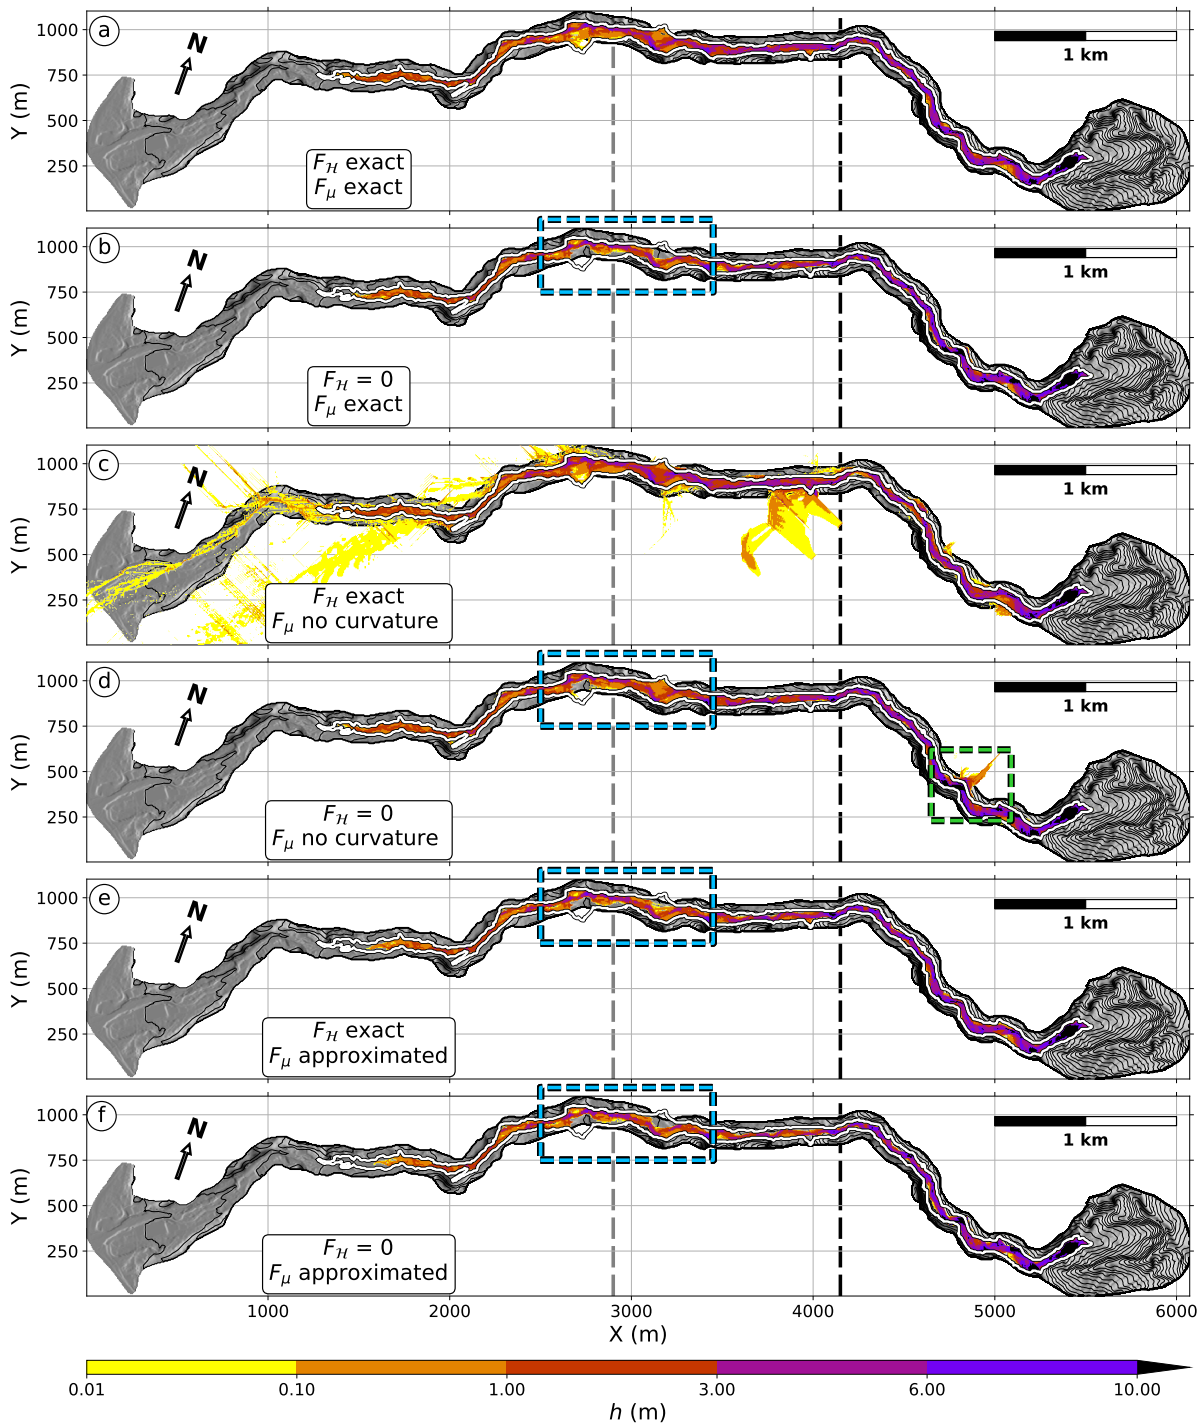 a
N
1 km
F_ℋ exact
F_μ exact
Y (m)
1000
750
500
250
b
N
1 km
F_ℋ = 0
F_μ exact
Y (m)
1000
750
500
250
c
N
1 km
F_ℋ exact
F_μ no curvature
Y (m)
1000
750
500
250
d
N
1 km
F_ℋ = 0
F_μ no curvature
Y (m)
1000
750
500
250
e
N
1 km
F_ℋ exact
F_μ approximated
Y (m)
1000
750
500
250
f
N
1 km
F_ℋ = 0
F_μ approximated
Y (m)
1000
750
500
250
1000 2000 3000 4000 5000 6000
X (m)
0.01 0.10 1.00 3.00 6.00 10.00
h (m)